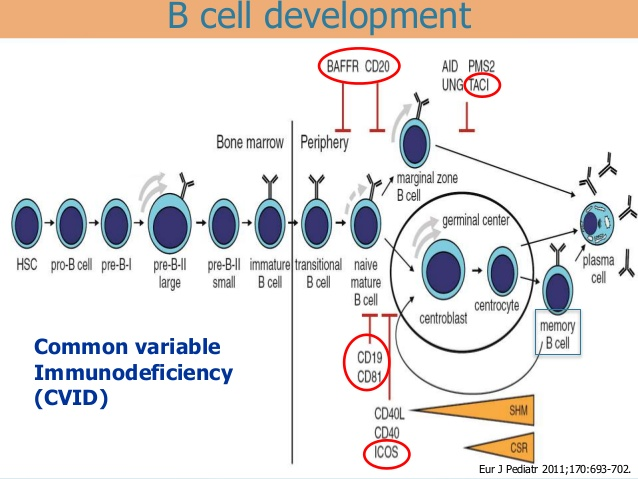 B cell development
BAFFR CD20
AID PMS2
UNG TACI
Bone marrow
Periphery
marginal zone
B cell
germinal center
HSC
pro-B cell
pre-B-I
pre-B-II
large
pre-B-II
small
immature
B cell
transitional
B cell
naive
mature
B cell
centroblast
centrocyte
plasma
cell
memory
B cell
Common variable
Immunodeficiency
(CVID)
CD19
CD81
CD40L
CD40
ICOS
SHM
CSR
Eur J Pediatr 2011;170:693-702.